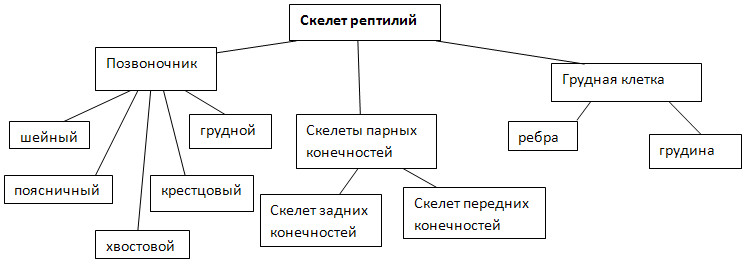 Скелет рептилий
Позвоночник
Грудная клетка
шейный
грудной
Скелеты парных
конечностей
ребра
грудина
поясничный
крестцовый
Скелет задних
конечностей
Скелет передних
конечностей
хвостовой